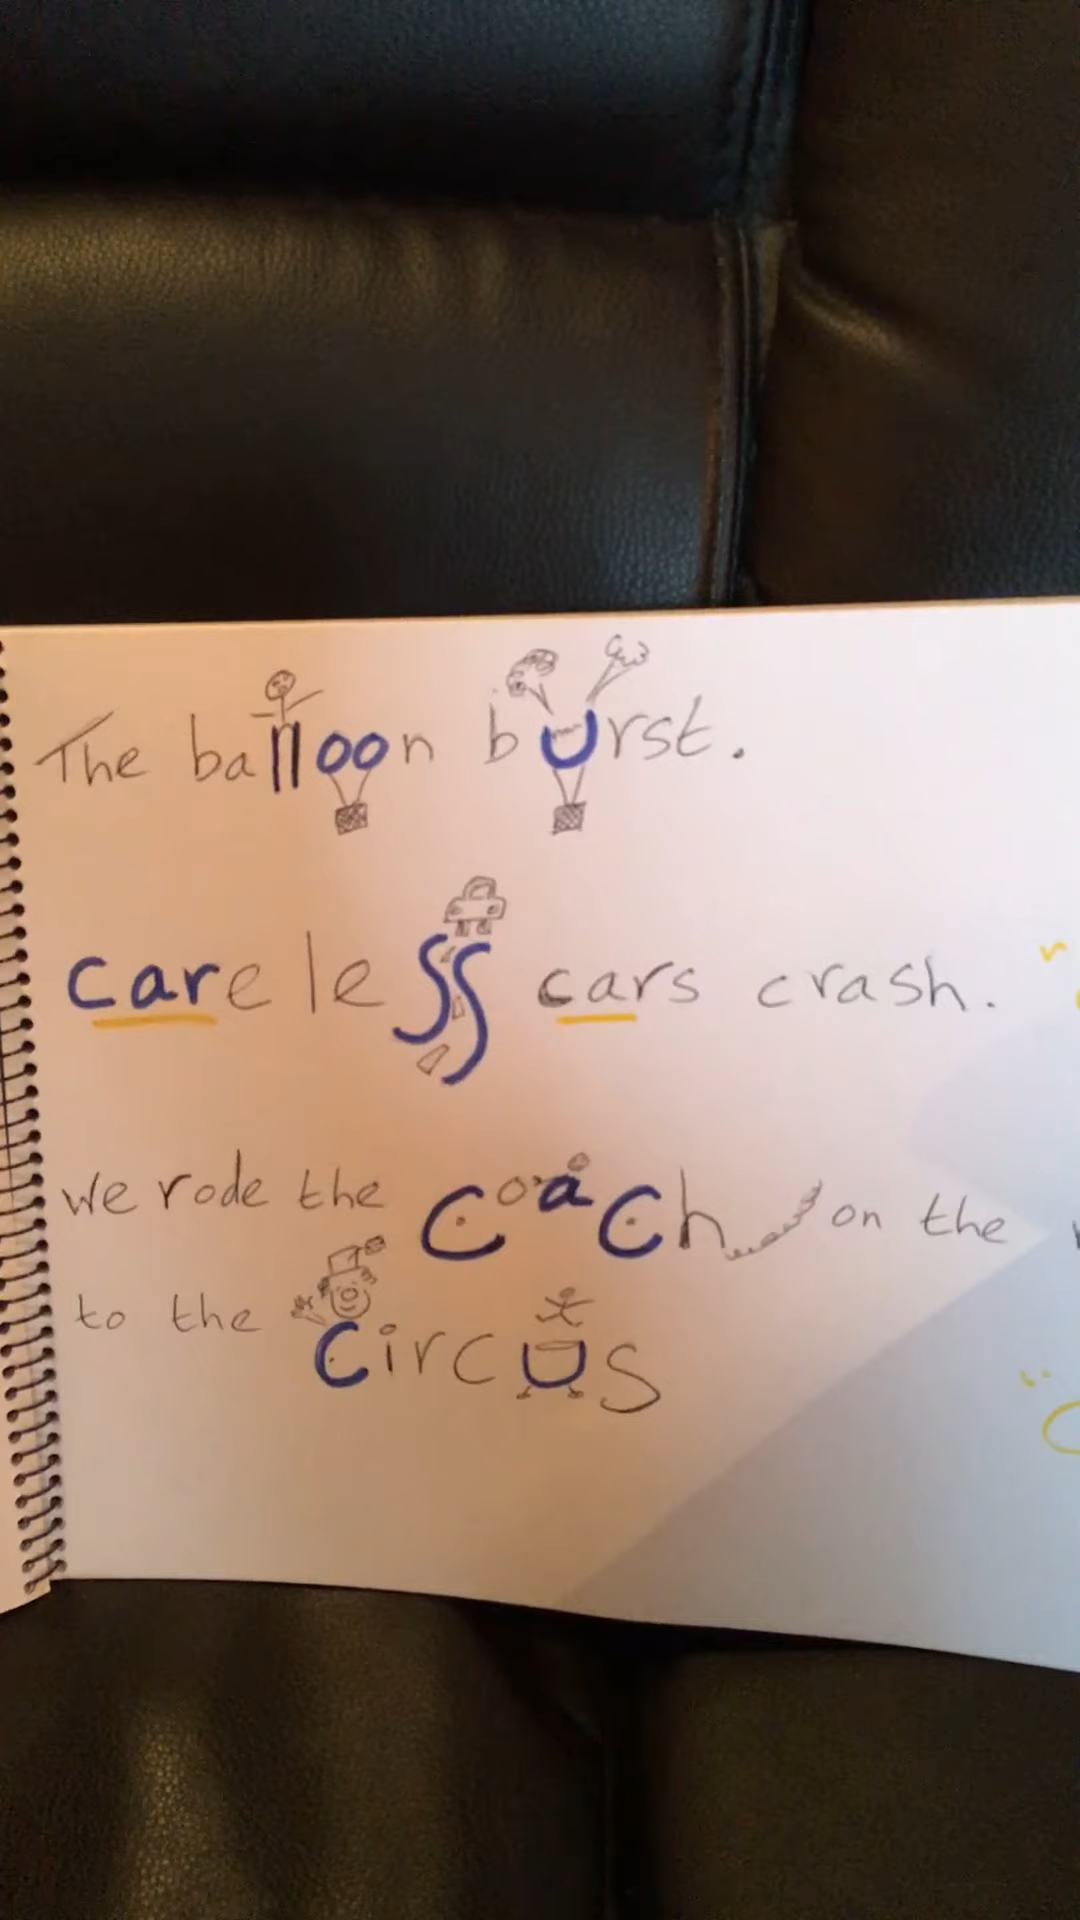 The balloon burst.
careless cars crash.
we rode the coach on the
to the circus